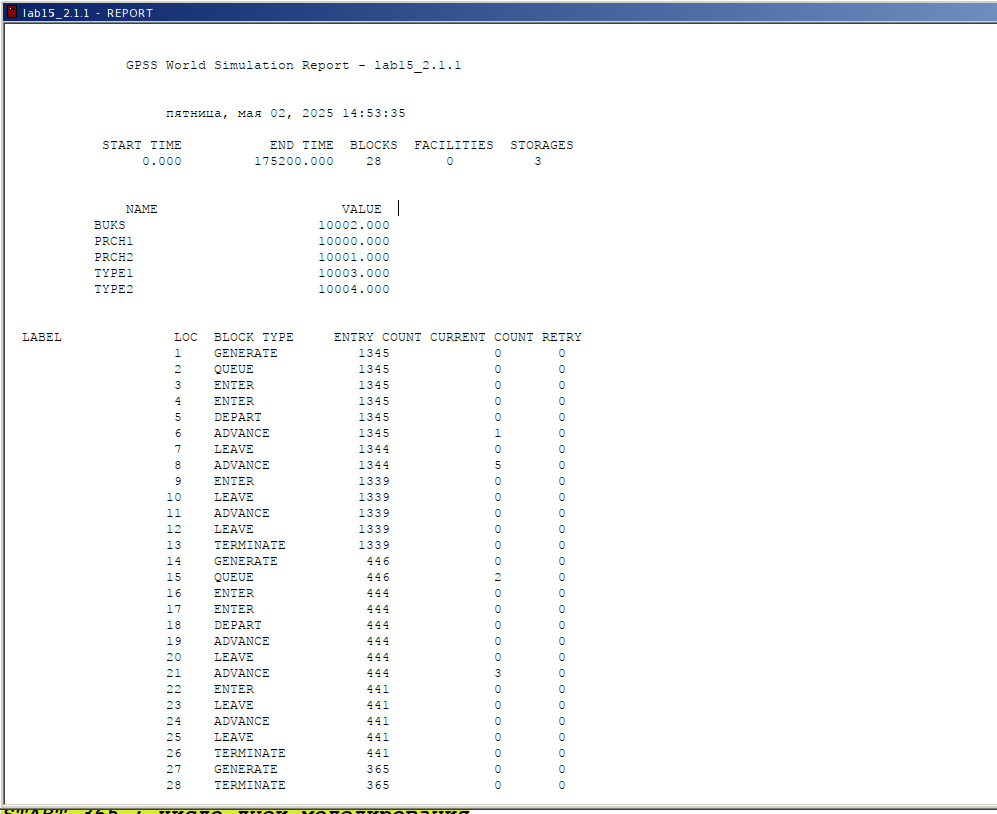 lab15_2.1.1 - REPORT
GPSS World Simulation Report - lab15_2.1.1
пятница, мая 02, 2025 14:53:35
START TIME END TIME BLOCKS FACILITIES STORAGES
0.000 175200.000 28 0 3
NAME VALUE
BUKS 10002.000
PRCH1 10000.000
PRCH2 10001.000
TYPE1 10003.000
TYPE2 10004.000
LABEL LOC BLOCK TYPE ENTRY COUNT CURRENT COUNT RETRY
1 GENERATE 1345 0 0
2 QUEUE 1345 0 0
3 ENTER 1345 0 0
4 ENTER 1345 0 0
5 DEPART 1345 0 0
6 ADVANCE 1345 1 0
7 LEAVE 1344 0 0
8 ADVANCE 1344 5 0
9 ENTER 1339 0 0
10 LEAVE 1339 0 0
11 ADVANCE 1339 0 0
12 LEAVE 1339 0 0
13 TERMINATE 1339 0 0
14 GENERATE 446 0 0
15 QUEUE 446 2 0
16 ENTER 444 0 0
17 ENTER 444 0 0
18 DEPART 444 0 0
19 ADVANCE 444 0 0
20 LEAVE 444 0 0
21 ADVANCE 444 3 0
22 ENTER 441 0 0
23 LEAVE 441 0 0
24 ADVANCE 441 0 0
25 LEAVE 441 0 0
26 TERMINATE 441 0 0
27 GENERATE 365 0 0
28 TERMINATE 365 0 0